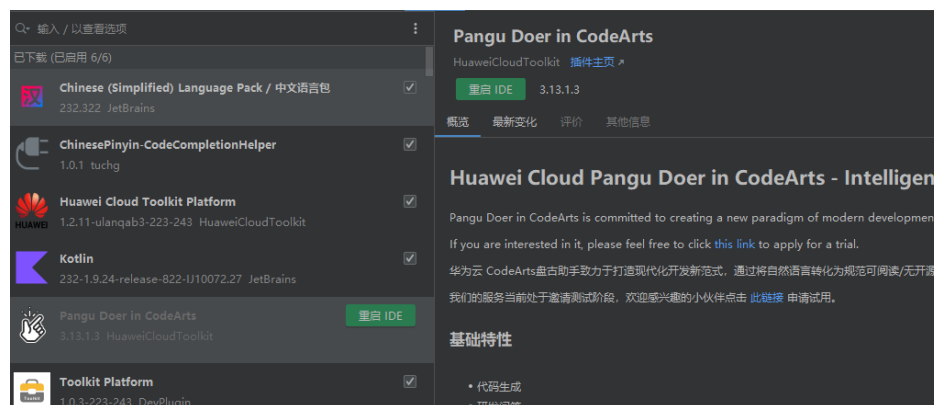 输入 / 以查看选项
已下载 (已启用 6/6)
Chinese (Simplified) Language Pack / 中文语言包
232.322 JetBrains
ChinesePinyin-CodeCompletionHelper
1.0.1 tuchg
Huawei Cloud Toolkit Platform
1.2.11-ulanqab3-223-243 HuaweiCloudToolkit
HUAWEI
Kotlin
232-1.9.24-release-822-IJ10072.27 JetBrains
Pangu Doer in CodeArts
重启 IDE
3.13.1.3 HuaweiCloudToolkit
Toolkit Platform
1.0.3-223-243 DevPlugin
Pangu Doer in CodeArts
HuaweiCloudToolkit 插件主页
重启 IDE 3.13.1.3
概览 最新变化 评价 其他信息
Huawei Cloud Pangu Doer in CodeArts - Intelligen
Pangu Doer in CodeArts is committed to creating a new paradigm of modern developmen
If you are interested in it, please feel free to click this link to apply for a trial.
华为云 CodeArts盘古助手致力于打造现代化开发新范式，通过将自然语言转化为规范可阅读/无开源
我们的服务当前处于邀请测试阶段，欢迎感兴趣的小伙伴点击 此链接 申请试用。
基础特性
• 代码生成